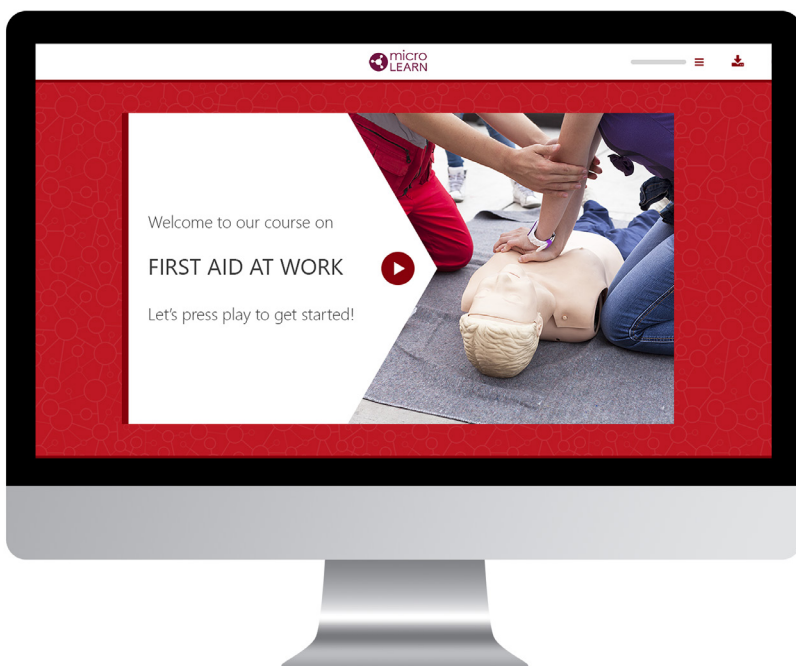 micro
LEARN
Welcome to our course on
FIRST AID AT WORK
Let's press play to get started!